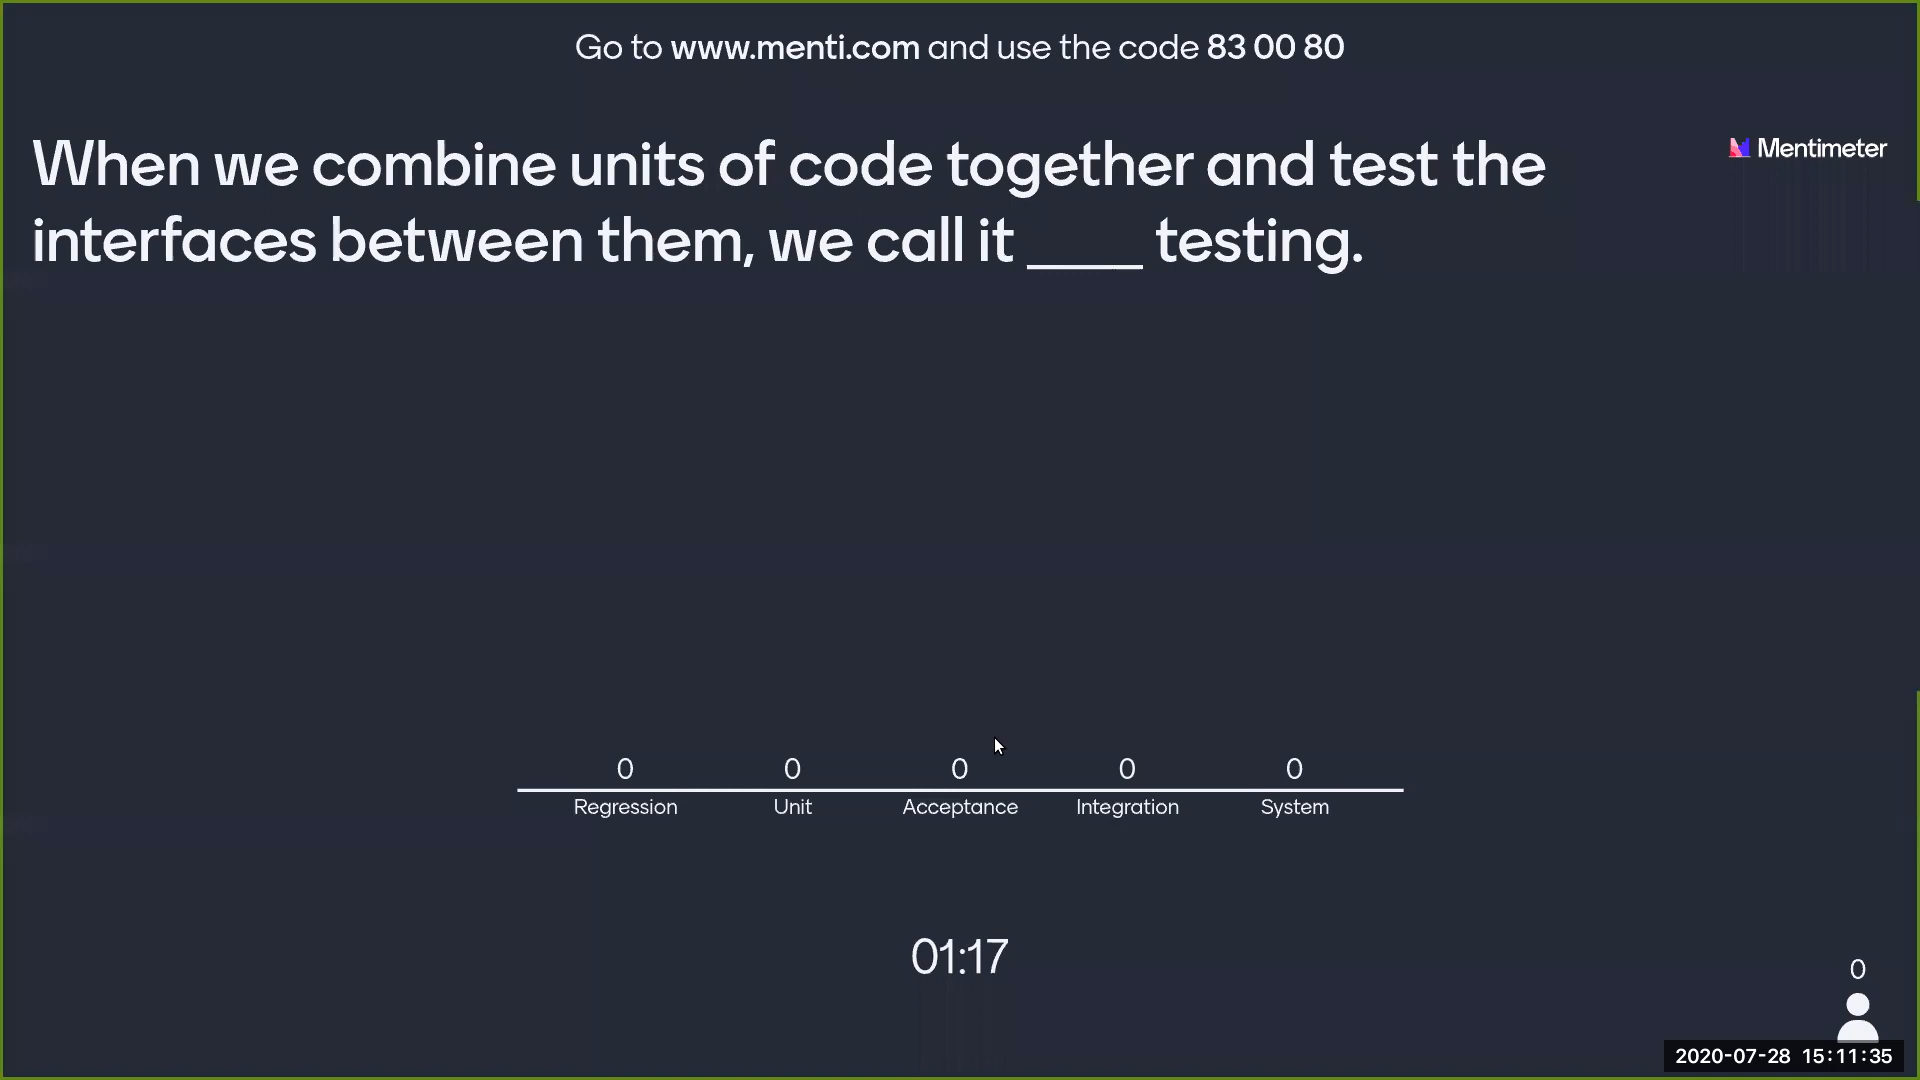 Go to www.menti.com and use the code 83 00 80
When we combine units of code together and test the
interfaces between them, we call it ____ testing.
Mentimeter
0 0 0 0 0
Regression Unit Acceptance Integration System
01:17
0
2020-07-28 15:11:35